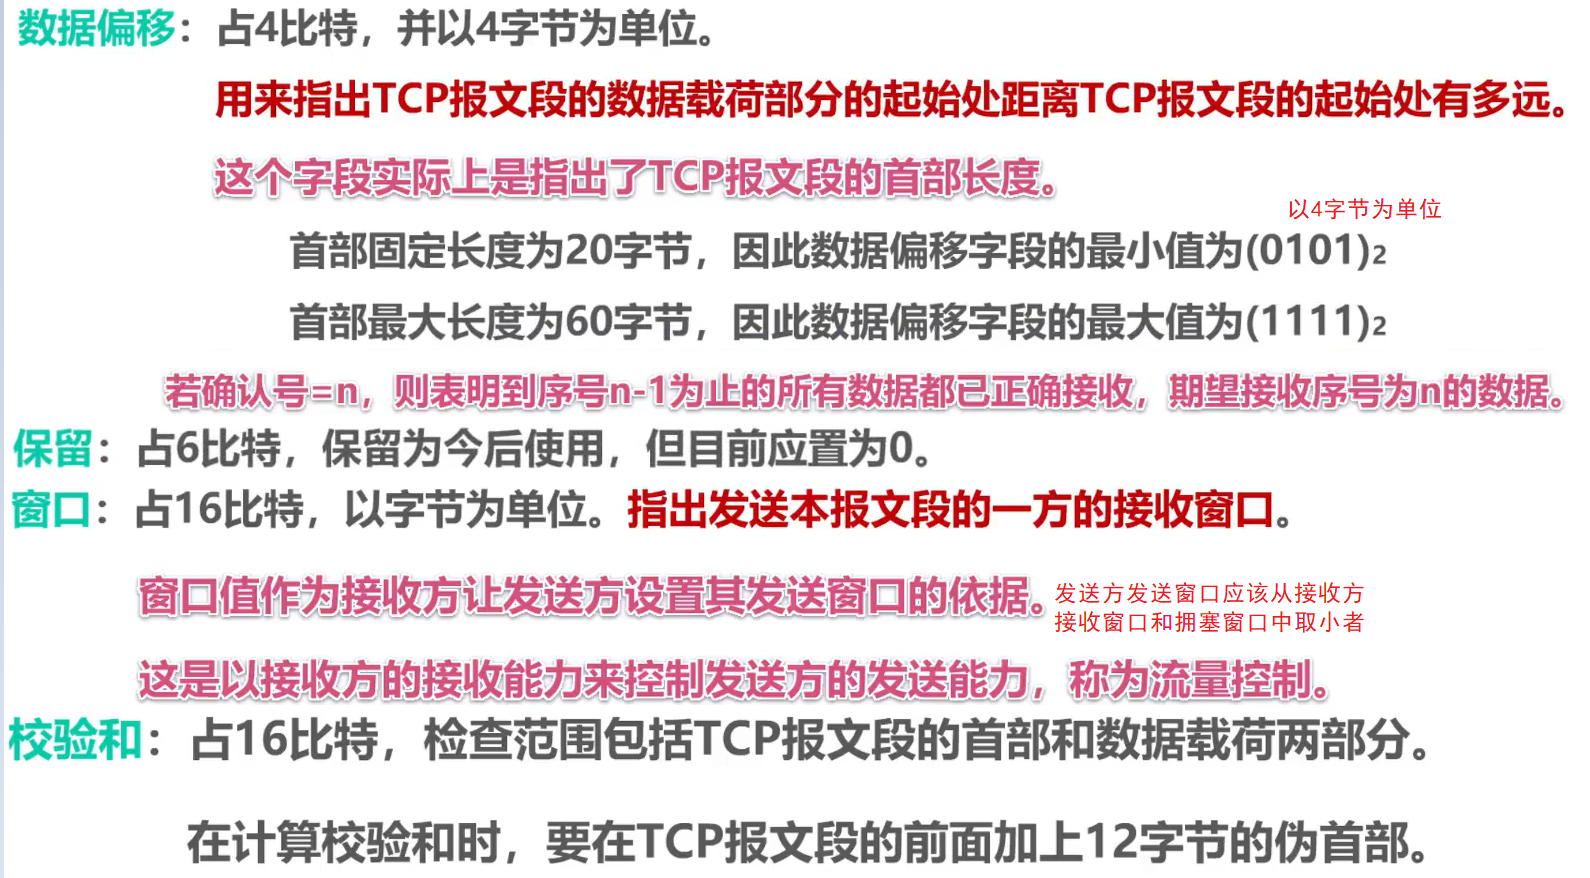 数据偏移：占4比特，并以4字节为单位。
用来指出TCP报文段的数据载荷部分的起始处距离TCP报文段的起始处有多远。
这个字段实际上是指出了TCP报文段的首部长度。
以4字节为单位
首部固定长度为20字节，因此数据偏移字段的最小值为(0101)₂
首部最大长度为60字节，因此数据偏移字段的最大值为(1111)₂
若确认号=n，则表明到序号n-1为止的所有数据都已正确接收，期望接收序号为n的数据。
保留：占6比特，保留为今后使用，但目前应置为0。
窗口：占16比特，以字节为单位。指出发送本报文段的一方的接收窗口。
窗口值作为接收方让发送方设置其发送窗口的依据。
发送方发送窗口应该从接收方
接收窗口和拥塞窗口中取小者
这是以接收方的接收能力来控制发送方的发送能力，称为流量控制。
校验和：占16比特，检查范围包括TCP报文段的首部和数据载荷两部分。
在计算校验和时，要在TCP报文段的前面加上12字节的伪首部。